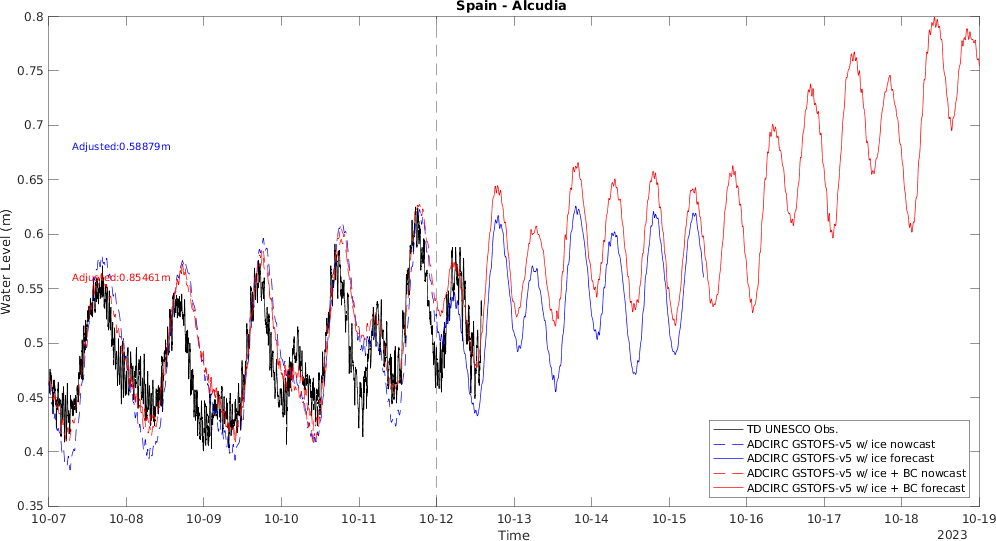 Spain - Alcudia
0.8
0.75
0.7
0.65
0.6
0.55
0.5
0.45
0.4
0.35
Water Level (m)
Adjusted:0.58879m
Adjusted:0.85461m
TD UNESCO Obs.
ADCIRC GSTOFS-v5 w/ ice nowcast
ADCIRC GSTOFS-v5 w/ ice forecast
ADCIRC GSTOFS-v5 w/ ice + BC nowcast
ADCIRC GSTOFS-v5 w/ ice + BC forecast
10-07 10-08 10-09 10-10 10-11 10-12 10-13 10-14 10-15 10-16 10-17 10-18 10-19
Time
2023